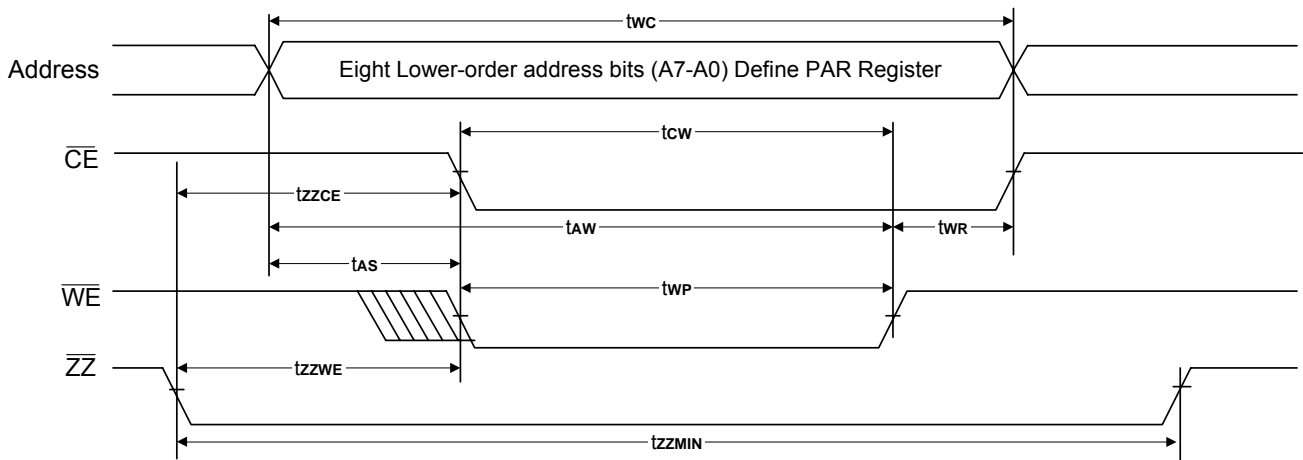 tWC
Address
Eight Lower-order address bits (A7-A0) Define PAR Register
tCW
CE
tZZCE
tAW
tWR
tAS
WE
tWP
ZZ
tZZWE
tZZMIN